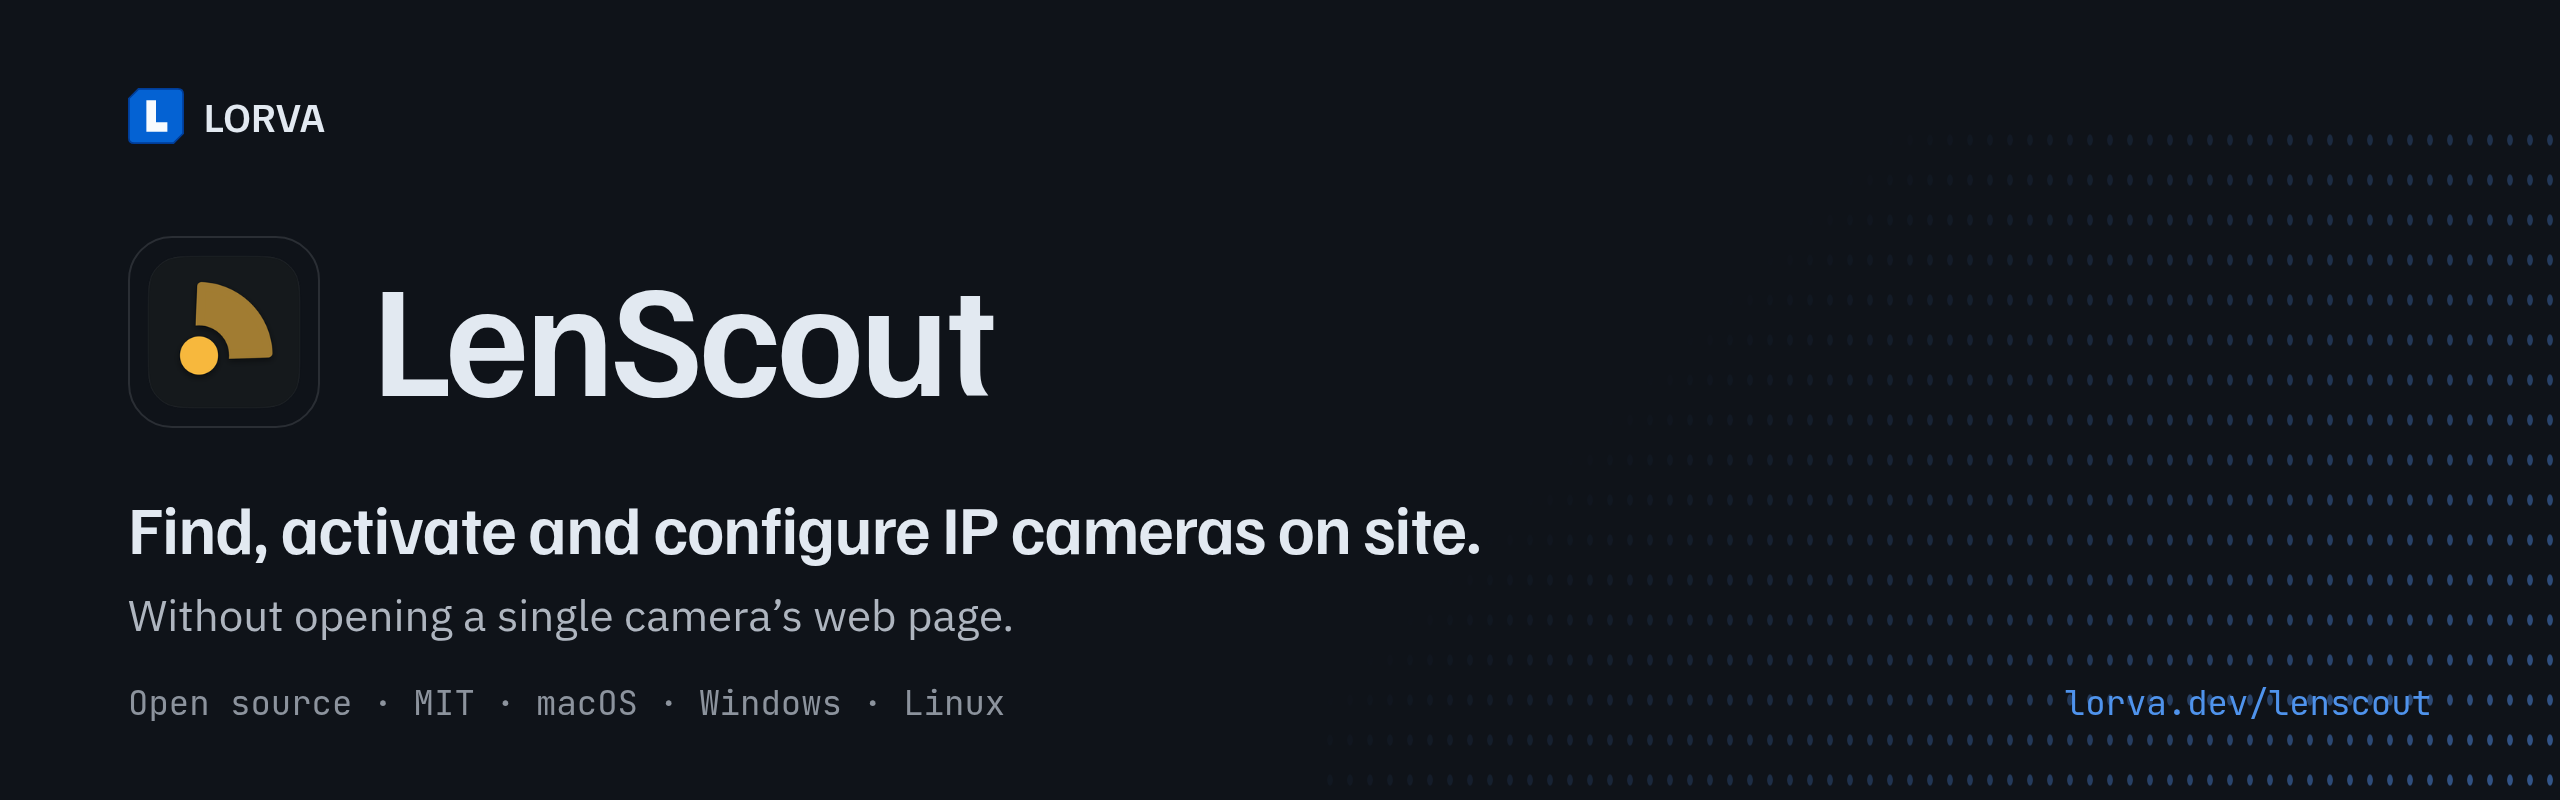 LORVA
LenScout
Find, activate and configure IP cameras on site.
Without opening a single camera’s web page.
Open source · MIT · macOS · Windows · Linux
lorva.dev/lenscout